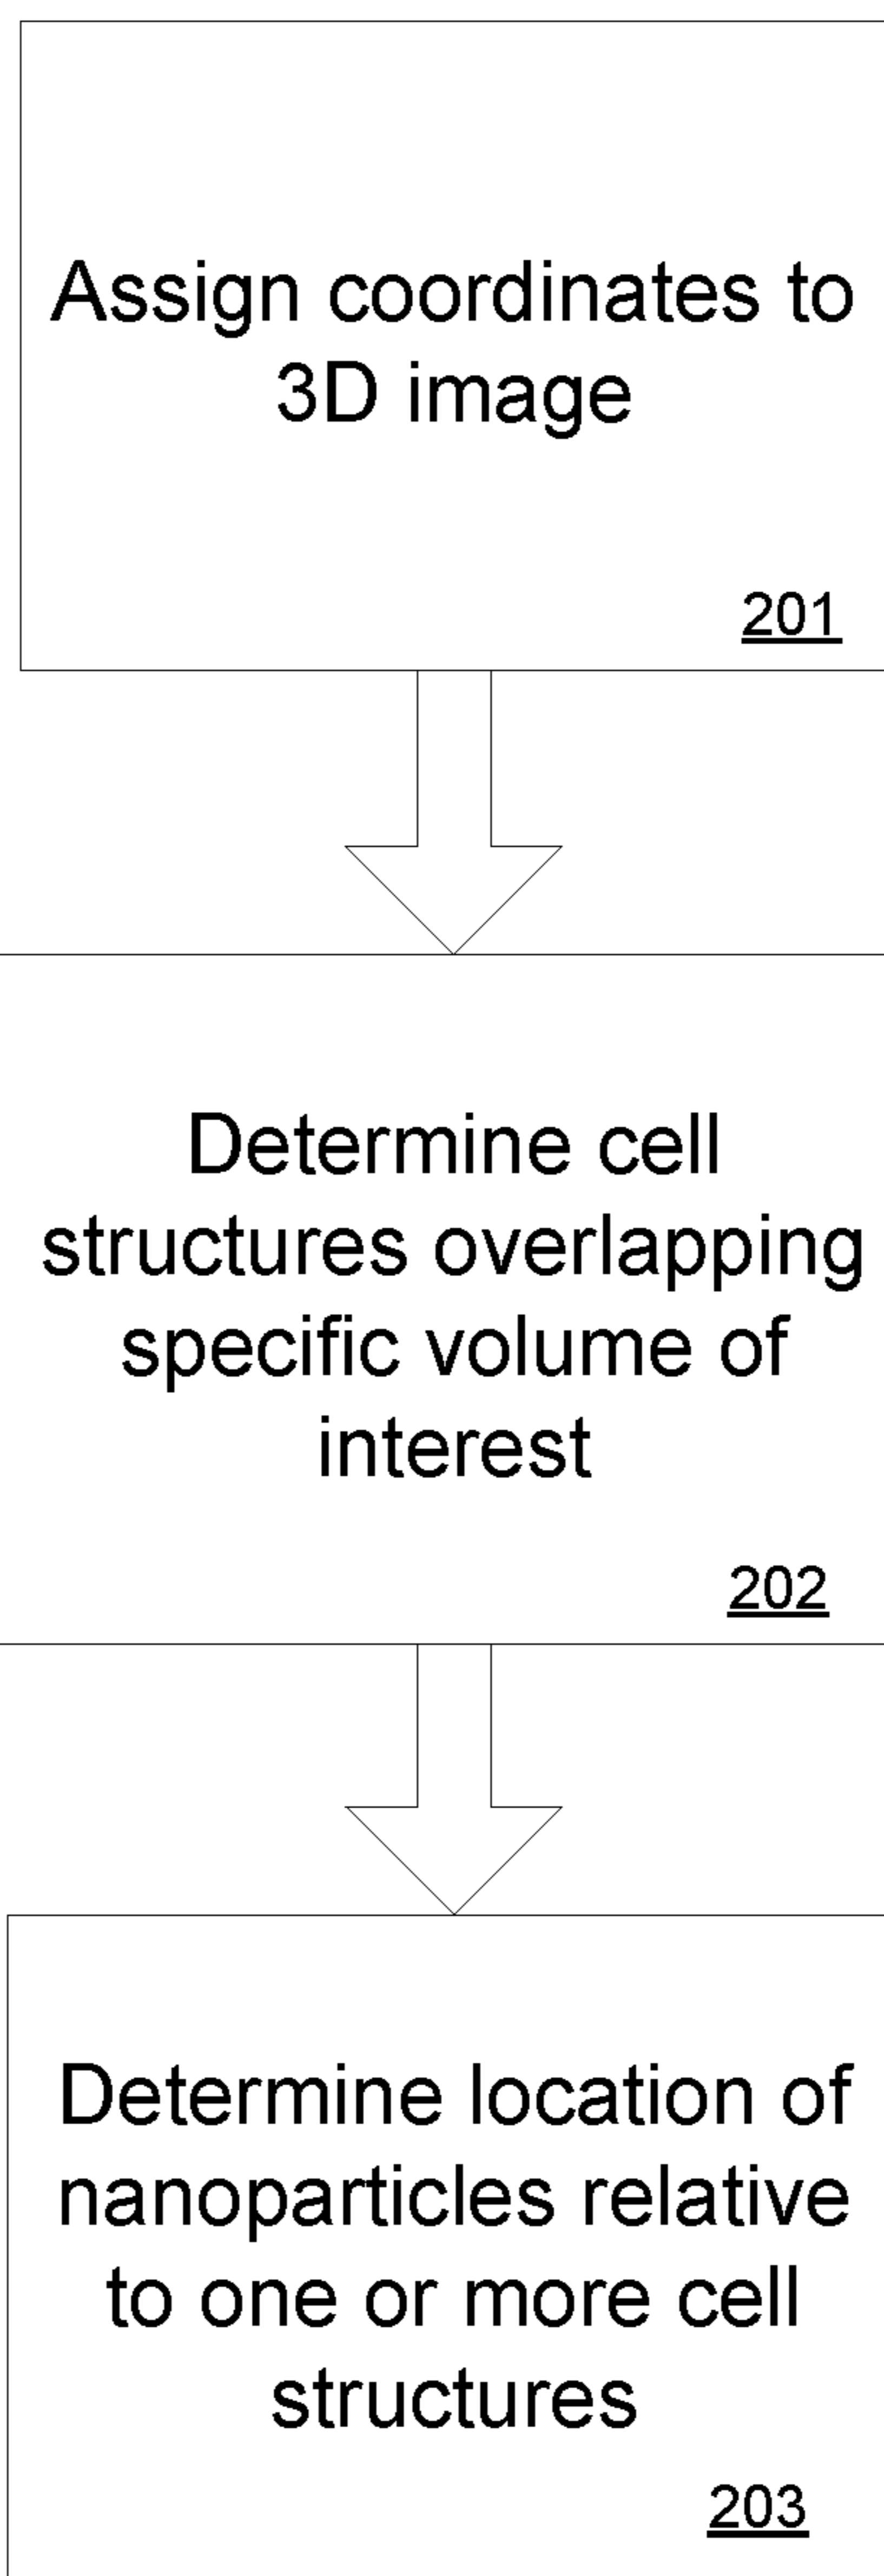 Assign coordinates to
3D image
201
Determine cell
structures overlapping
specific volume of
interest
202
Determine location of
nanoparticles relative
to one or more cell
structures
203